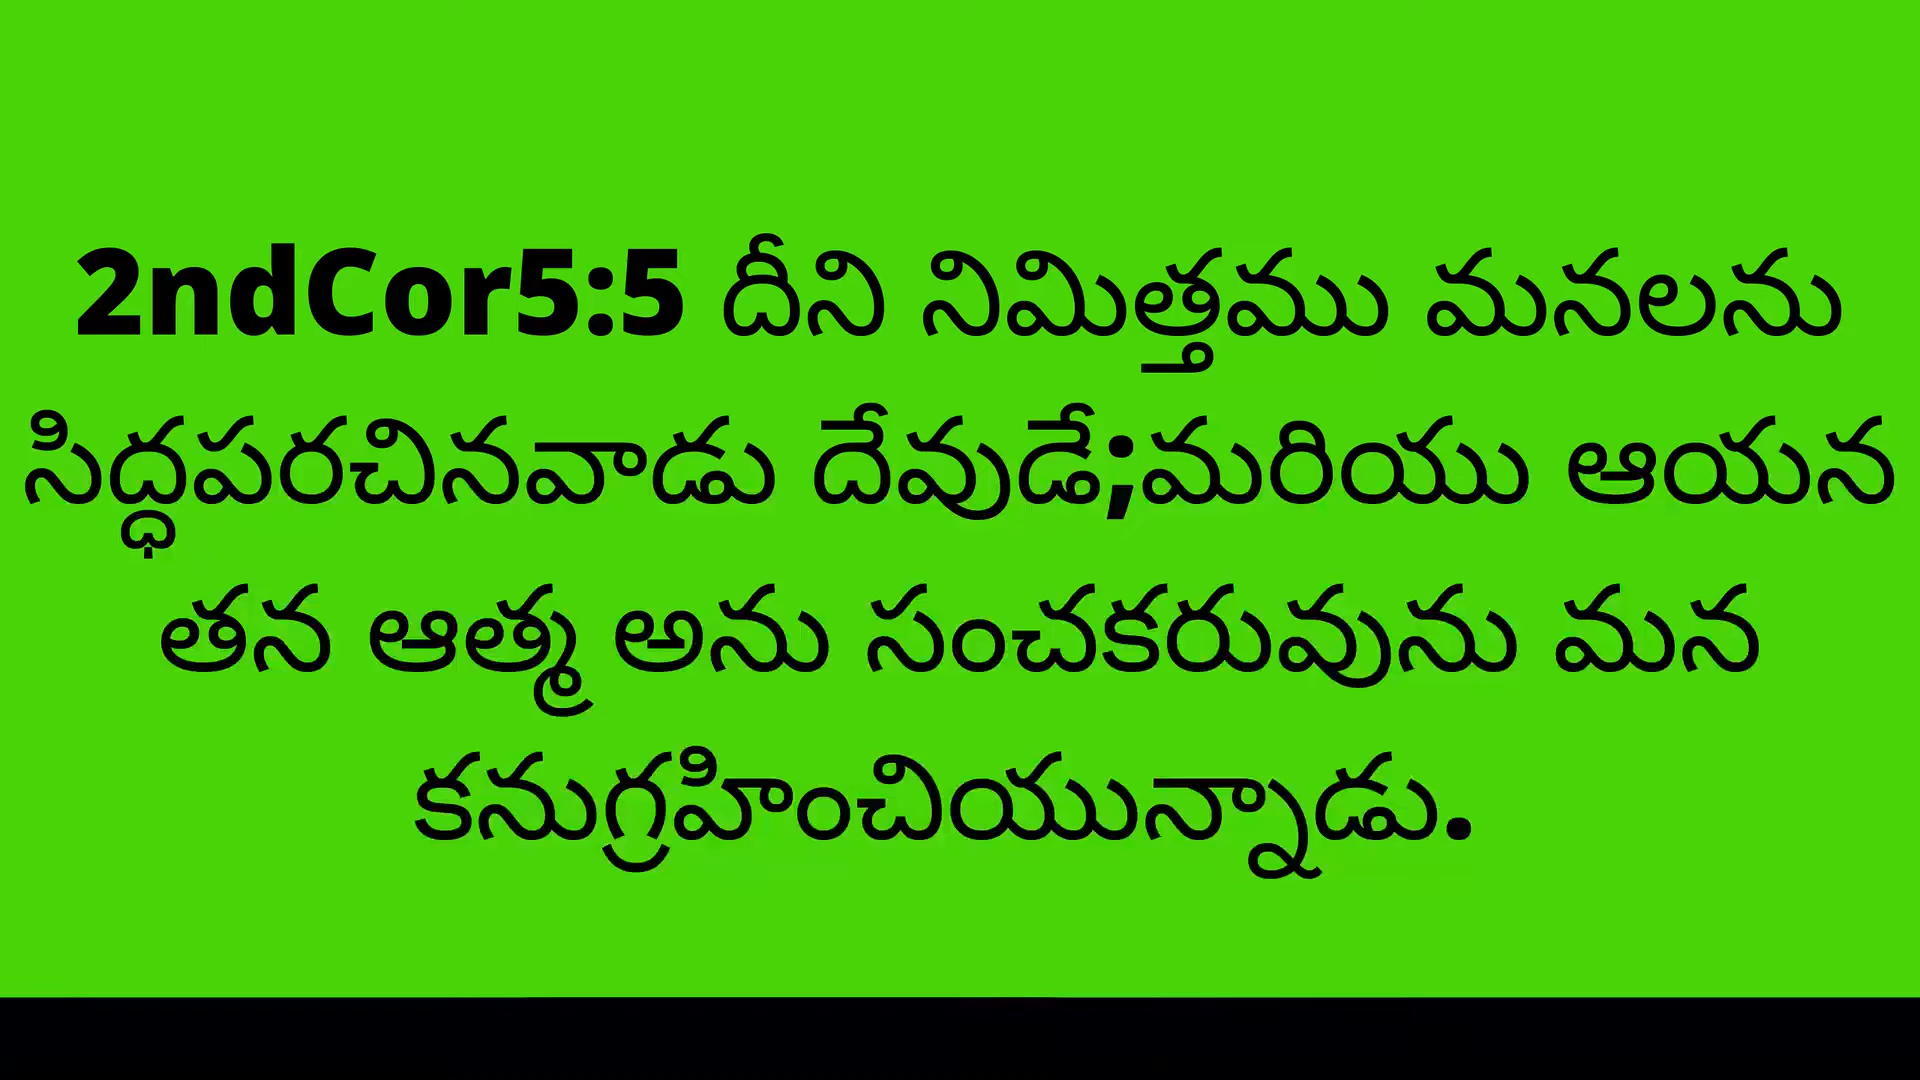 2ndCor5:5 దీని నిమిత్తము మనలను
సిద్ధపరచినవాడు దేవుడే;మరియు ఆయన
తన ఆత్మ అను సంచకరువును మన
కనుగ్రహించియున్నాడు.